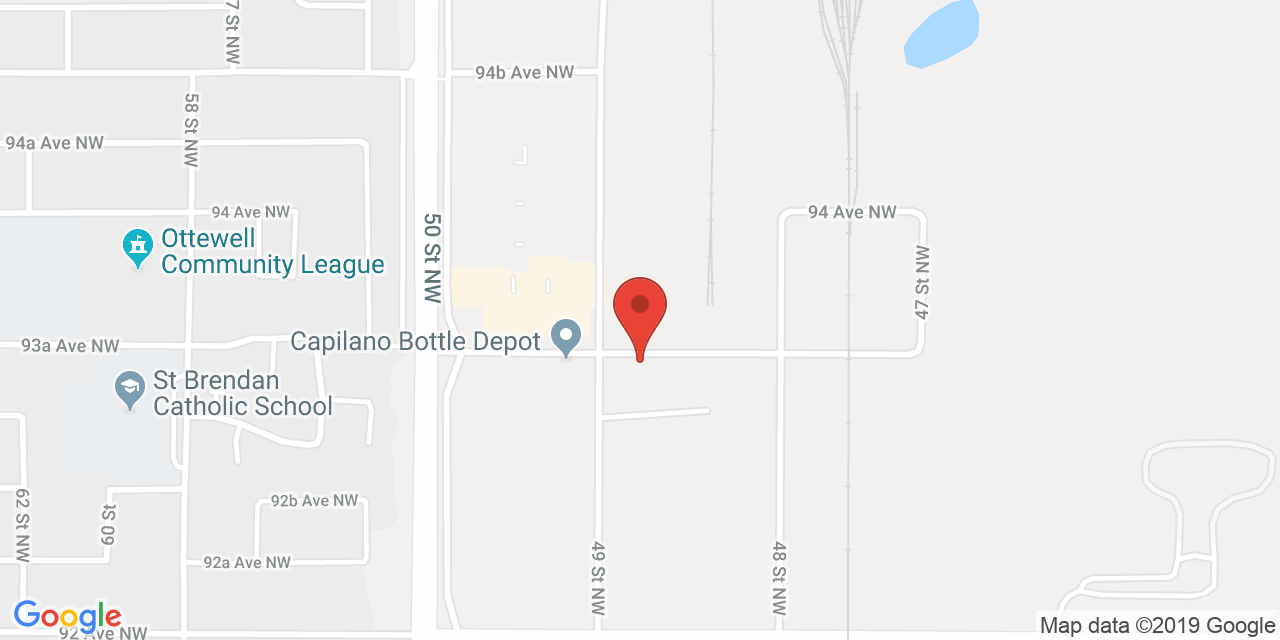 7 St NW
94b Ave NW
58 St NW
94a Ave NW
94 Ave NW
94 Ave NW
50 St NW
Ottewell
Community League
47 St NW
93a Ave NW
Capilano Bottle Depot
St Brendan
Catholic School
62 St NW
60 St
92b Ave NW
92a Ave NW
49 St NW
48 St NW
Google
92 Ave NW
Map data ©2019 Google